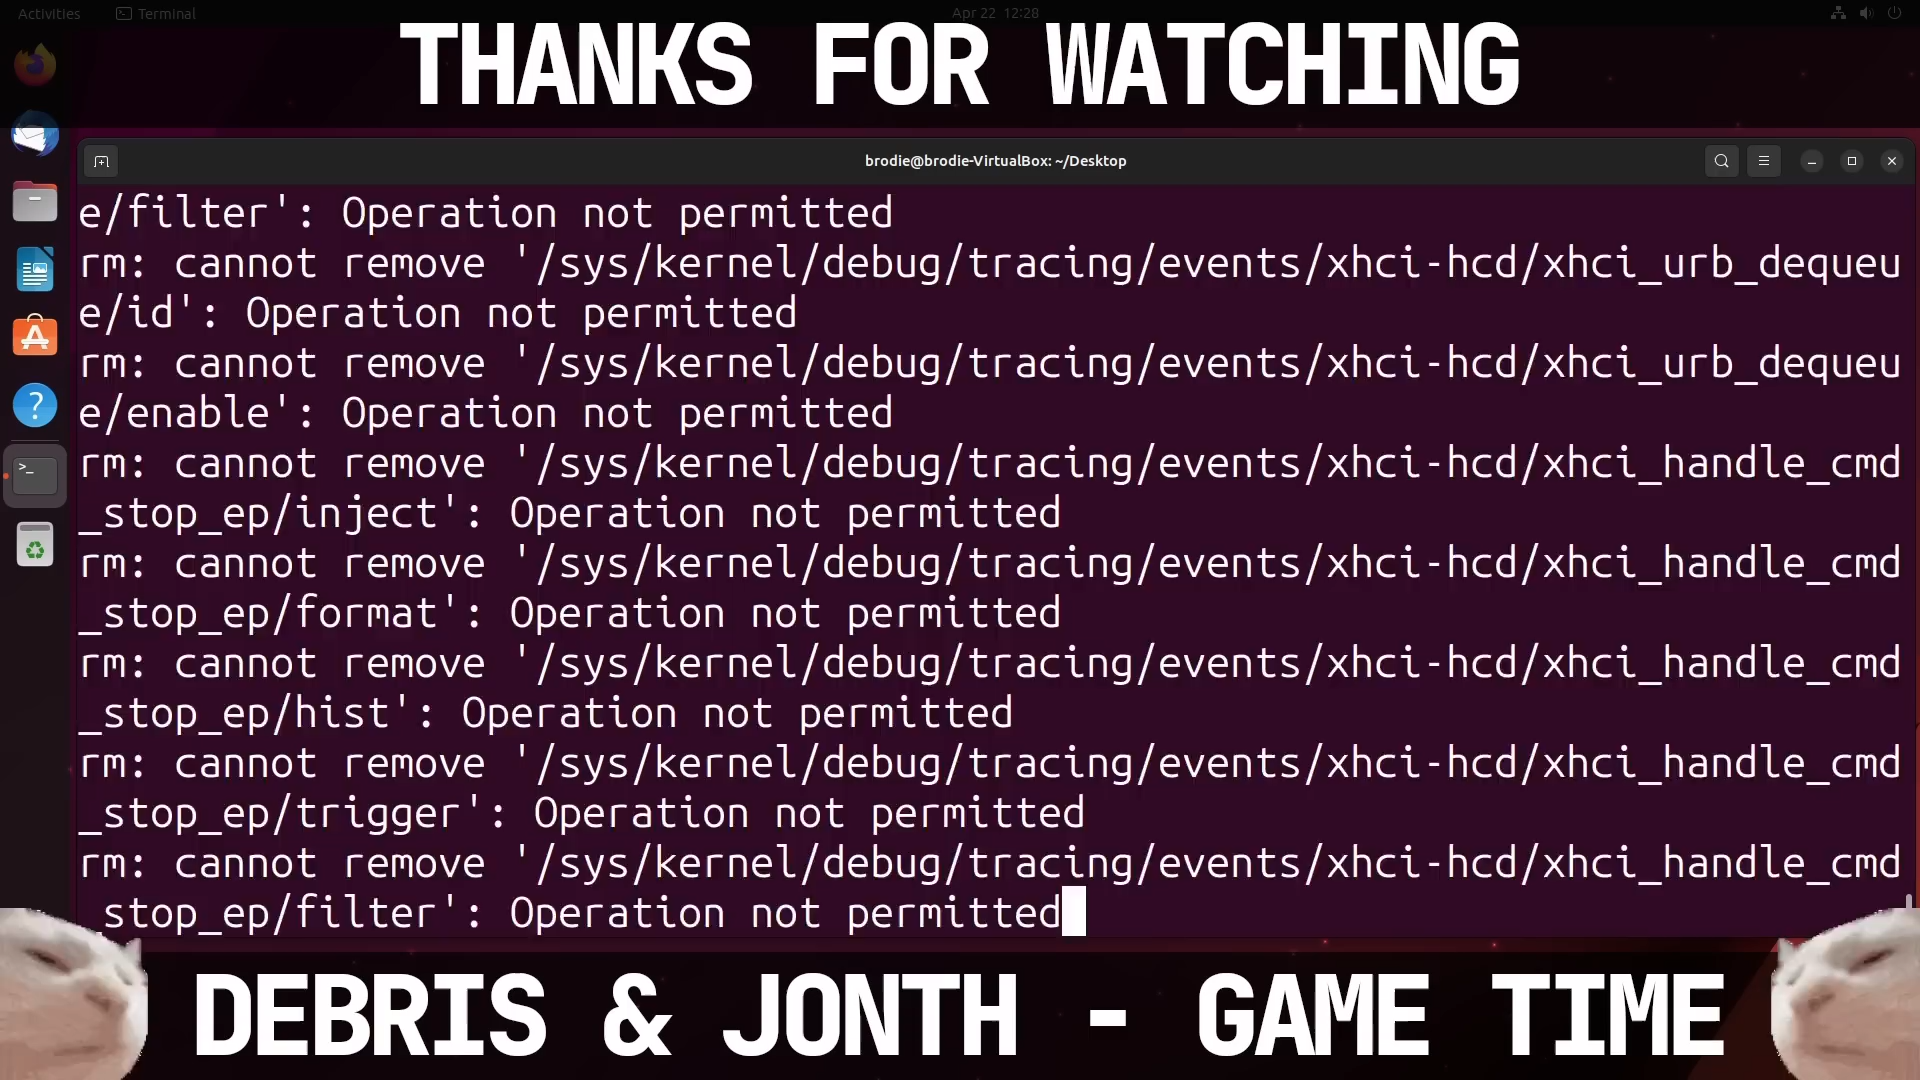 Activities
Terminal
Apr 22 12:28
THANKS FOR WATCHING
brodie@brodie-VirtualBox: ~/Desktop
e/filter': Operation not permitted
rm: cannot remove '/sys/kernel/debug/tracing/events/xhci-hcd/xhci_urb_dequeu
e/id': Operation not permitted
rm: cannot remove '/sys/kernel/debug/tracing/events/xhci-hcd/xhci_urb_dequeu
e/enable': Operation not permitted
rm: cannot remove '/sys/kernel/debug/tracing/events/xhci-hcd/xhci_handle_cmd
_stop_ep/inject': Operation not permitted
rm: cannot remove '/sys/kernel/debug/tracing/events/xhci-hcd/xhci_handle_cmd
_stop_ep/format': Operation not permitted
rm: cannot remove '/sys/kernel/debug/tracing/events/xhci-hcd/xhci_handle_cmd
_stop_ep/hist': Operation not permitted
rm: cannot remove '/sys/kernel/debug/tracing/events/xhci-hcd/xhci_handle_cmd
_stop_ep/trigger': Operation not permitted
rm: cannot remove '/sys/kernel/debug/tracing/events/xhci-hcd/xhci_handle_cmd
_stop_ep/filter': Operation not permitted
DEBRIS & JONTH - GAME TIME